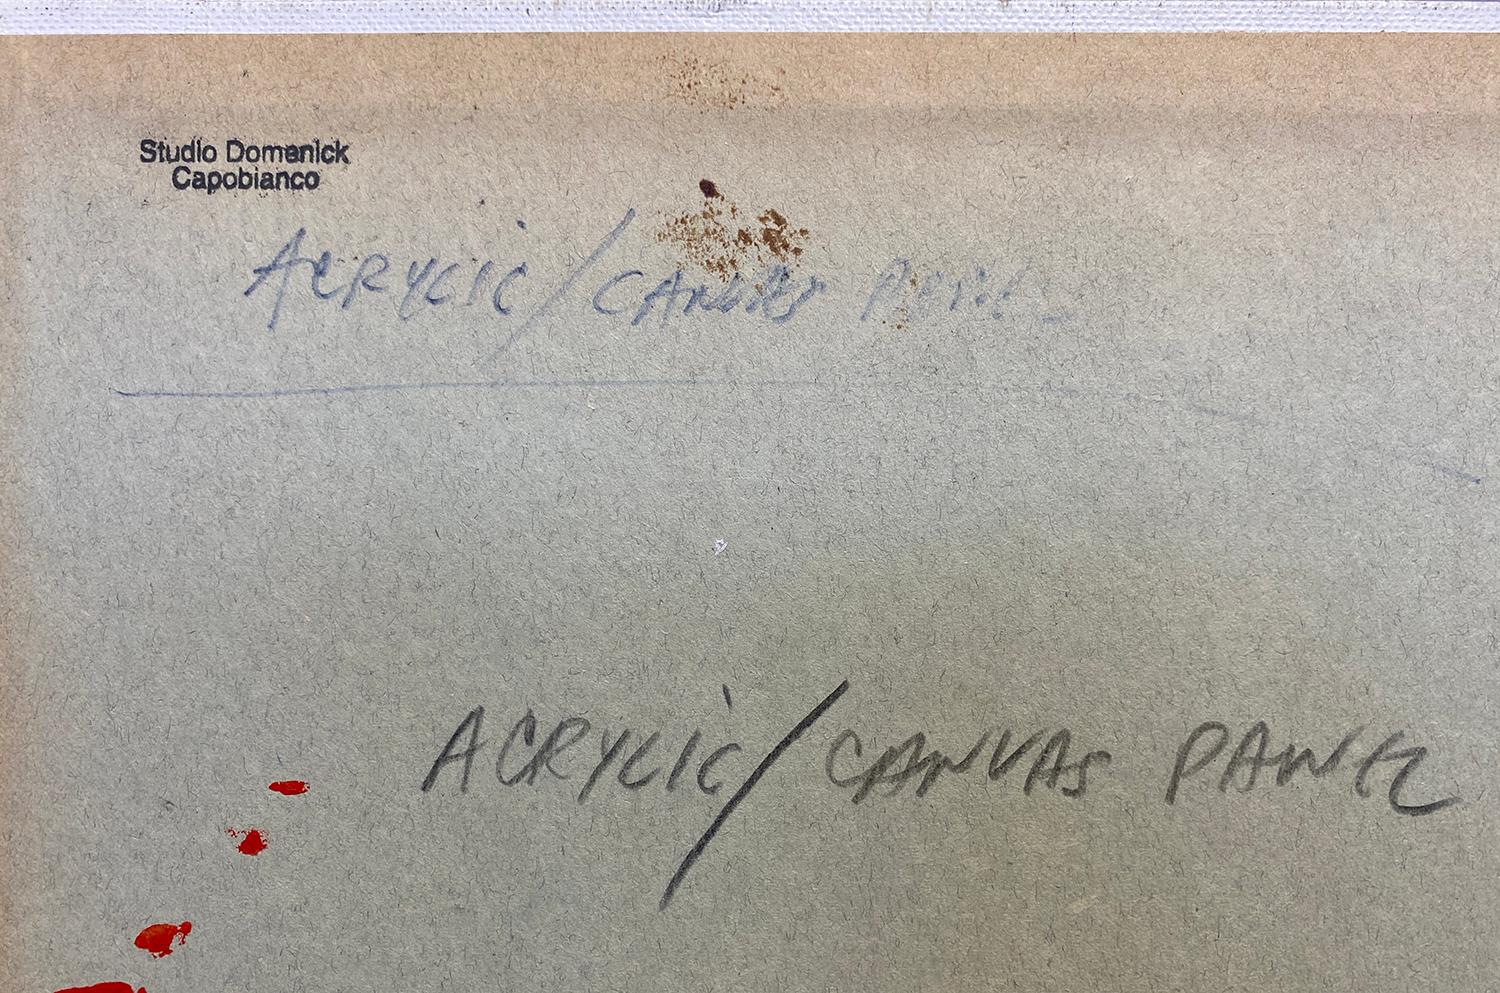 Studio Domenick
Capobianco
ACRYLIC/CANVAS PANEL
ACRYLIC/CANVAS PANEL